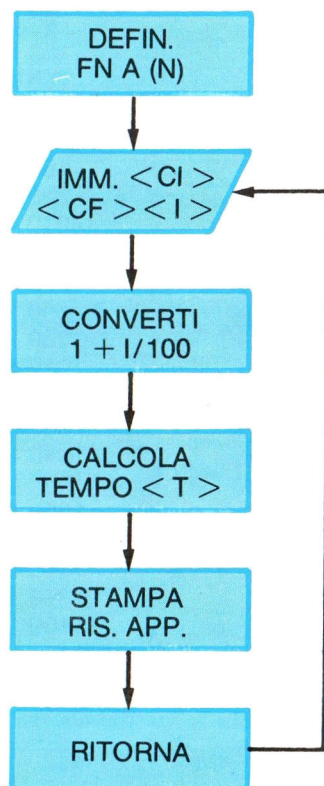 DEFIN.
FN A (N)
IMM. <CI>
<CF><I>
CONVERTI
1 + I/100
CALCOLA
TEMPO <T>
STAMPA
RIS. APP.
RITORNA